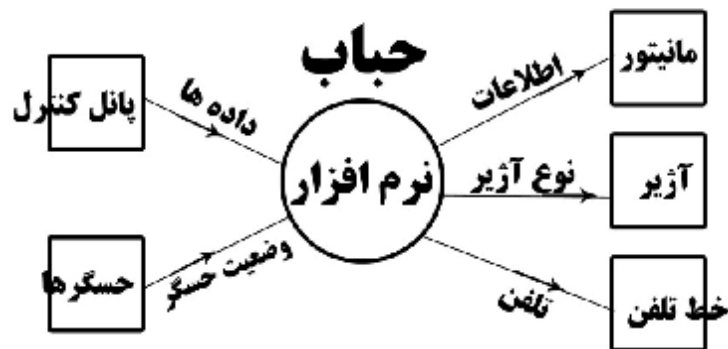 حباب
مانیتور
اطلاعات
پانل کنترل
داده ها
نرم افزار
نوع آژیر
آژیر
حسگرها
وضعیت حسگر
تلفن
خط تلفن